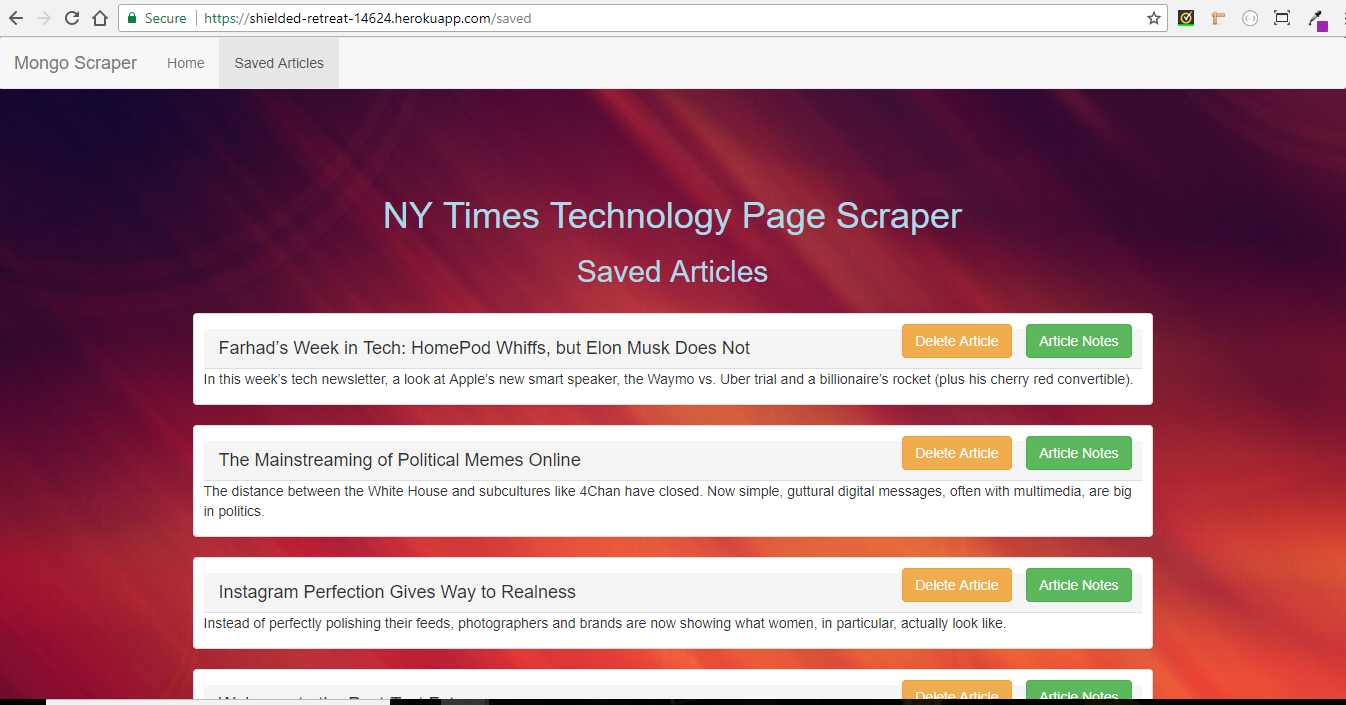 Secure https://shielded-retreat-14624.herokuapp.com/saved
Mongo Scraper Home Saved Articles
NY Times Technology Page Scraper
Saved Articles
Farhad’s Week in Tech: HomePod Whiffs, but Elon Musk Does Not Delete Article Article Notes
In this week’s tech newsletter, a look at Apple’s new smart speaker, the Waymo vs. Uber trial and a billionaire’s rocket (plus his cherry red convertible).
The Mainstreaming of Political Memes Online Delete Article Article Notes
The distance between the White House and subcultures like 4Chan have closed. Now simple, guttural digital messages, often with multimedia, are big
in politics.
Instagram Perfection Gives Way to Realness Delete Article Article Notes
Instead of perfectly polishing their feeds, photographers and brands are now showing what women, in particular, actually look like.
Delete Article Article Notes